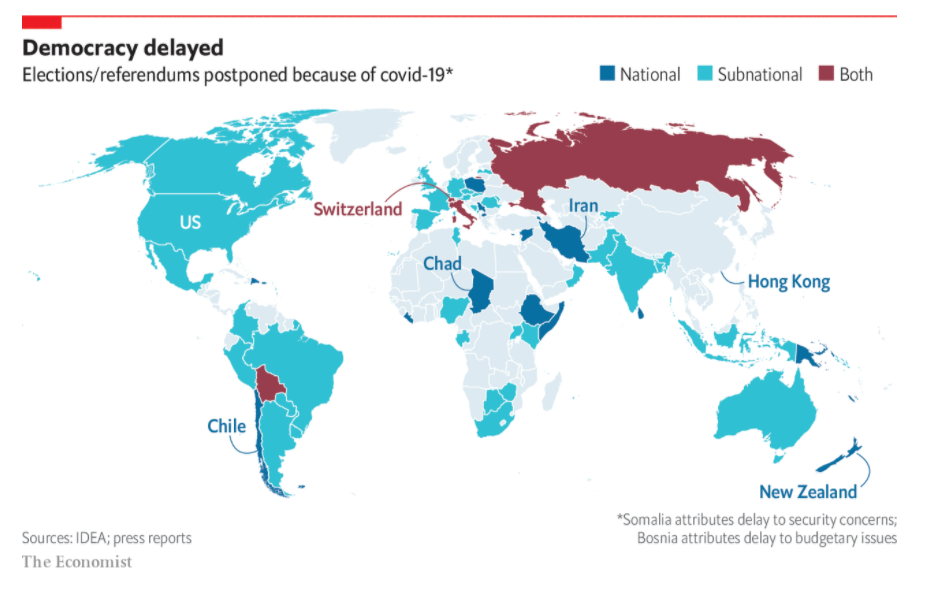 Democracy delayed
Elections/referendums postponed because of covid-19*
National
Subnational
Both
US
Switzerland
Iran
Chad
Hong Kong
Chile
New Zealand
*Somalia attributes delay to security concerns;
Bosnia attributes delay to budgetary issues
Sources: IDEA; press reports
The Economist